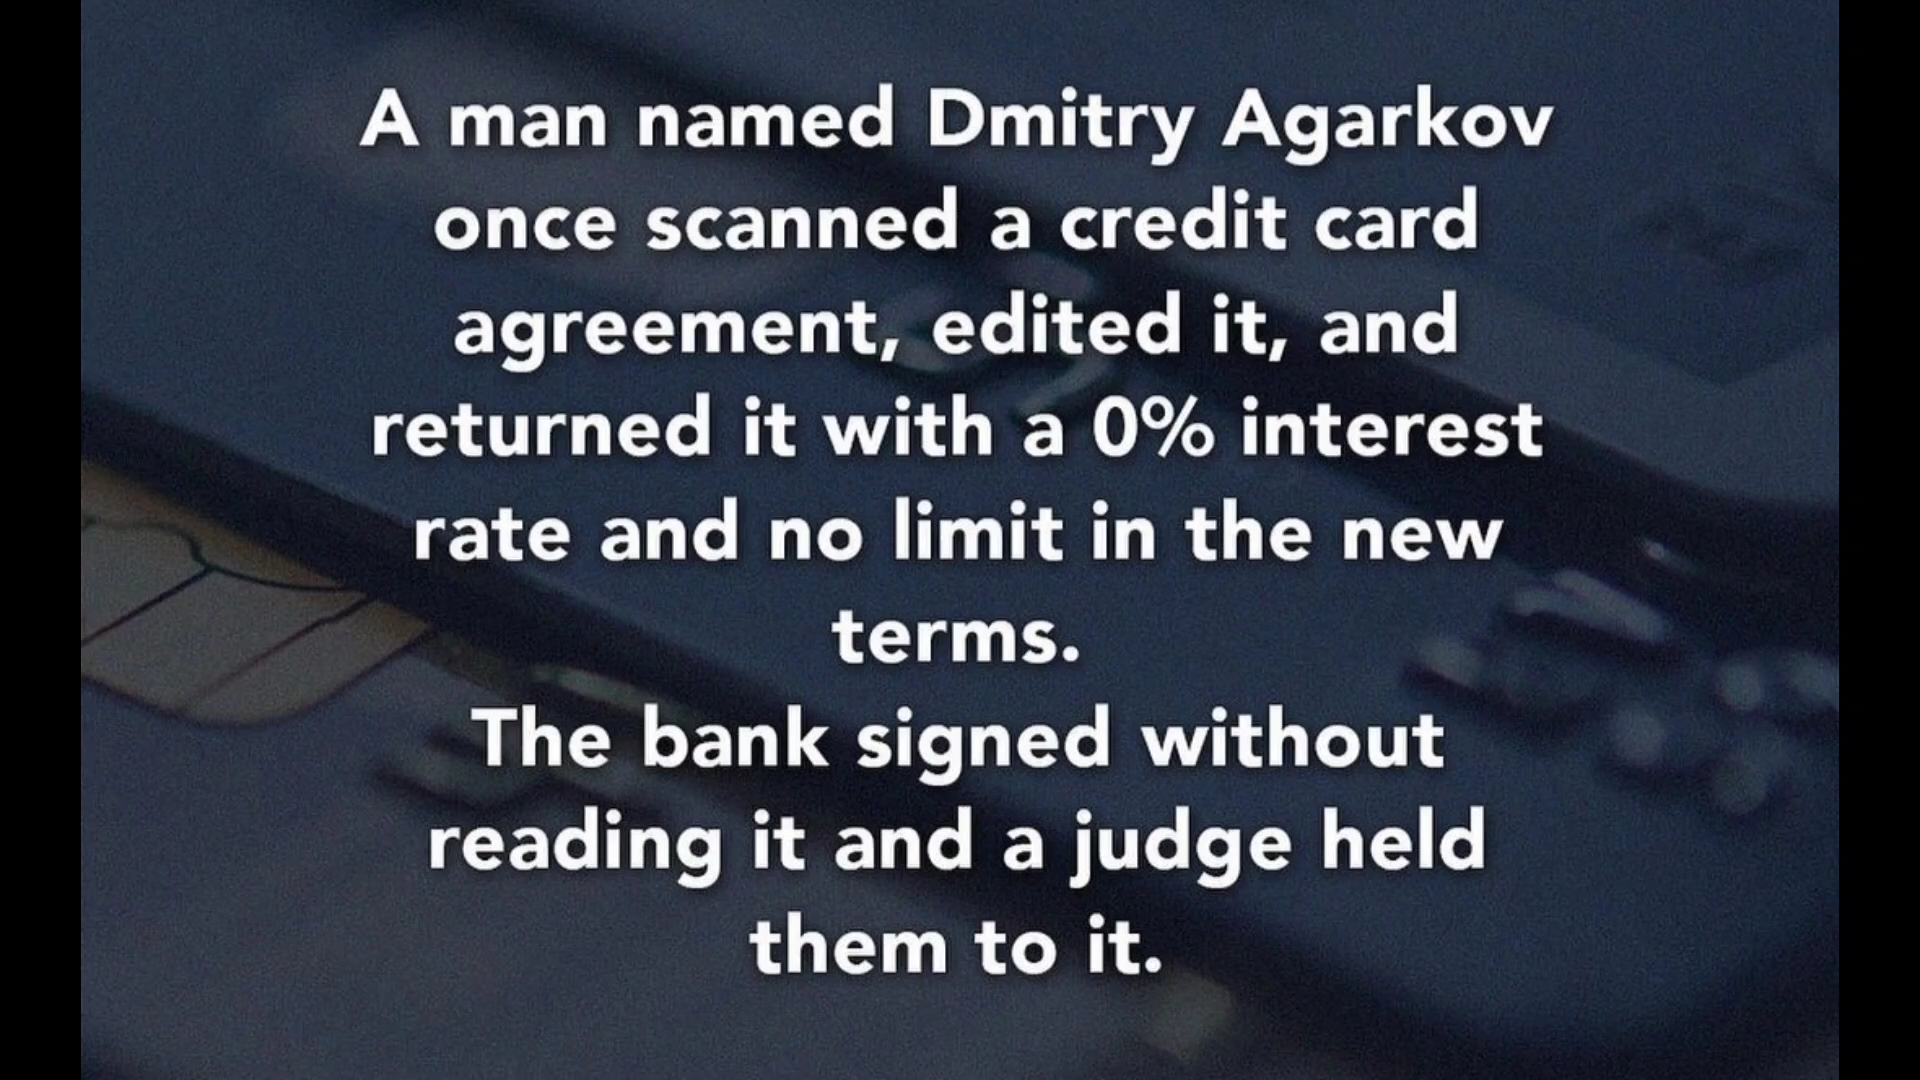 A man named Dmitry Agarkov
once scanned a credit card
agreement, edited it, and
returned it with a 0% interest
rate and no limit in the new
terms.
The bank signed without
reading it and a judge held
them to it.